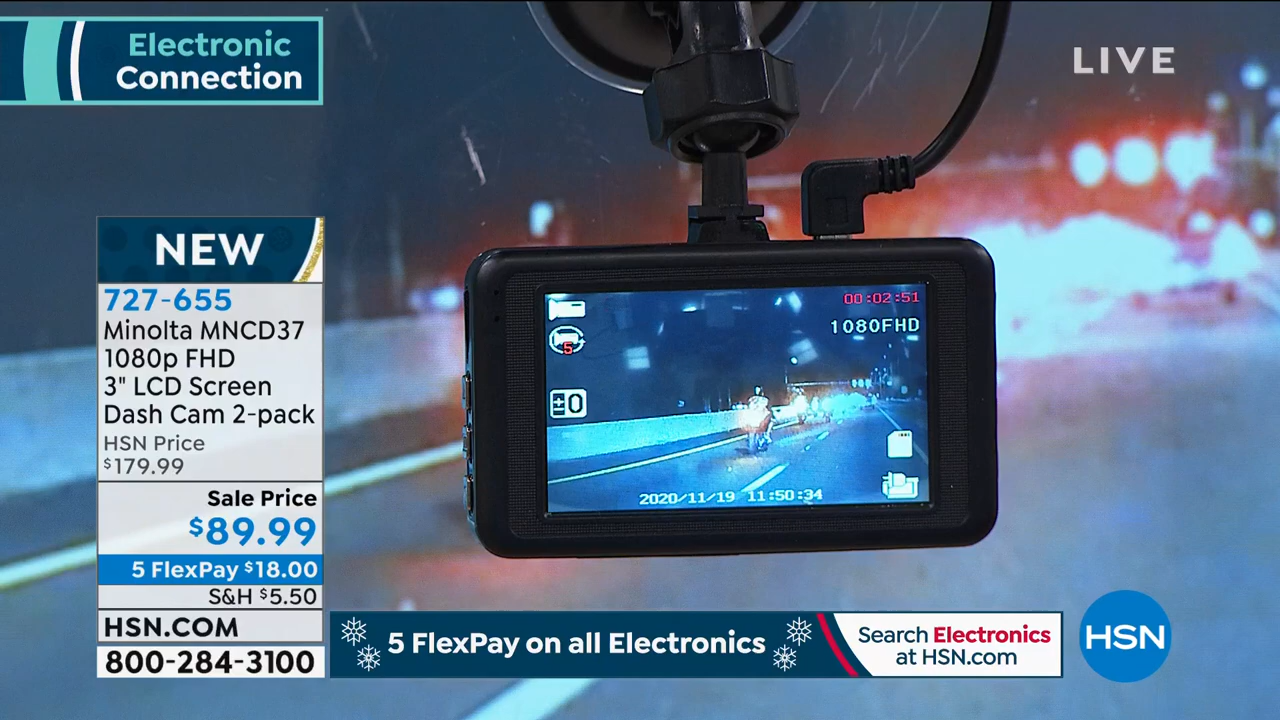 Electronic
Connection
LIVE
NEW
727-655
Minolta MNCD37
1080p FHD
3" LCD Screen
Dash Cam 2-pack
HSN Price
$179.99
Sale Price
$89.99
5 FlexPay $18.00
S&H $5.50
HSN.COM
800-284-3100
00:02:51
1080FHD
5
±0
2020/11/19 11:50:34
5 FlexPay on all Electronics
Search Electronics
at HSN.com
HSN